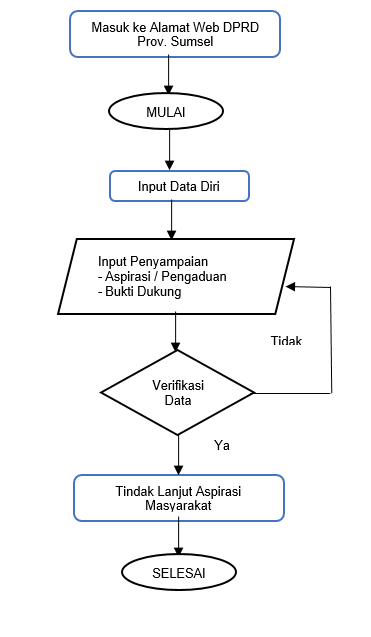 Masuk ke Alamat Web DPRD
Prov. Sumsel
MULAI
Input Data Diri
Input Penyampaian
- Aspirasi / Pengaduan
- Bukti Dukung
Tidak
Verifikasi
Data
Ya
Tindak Lanjut Aspirasi
Masyarakat
SELESAI